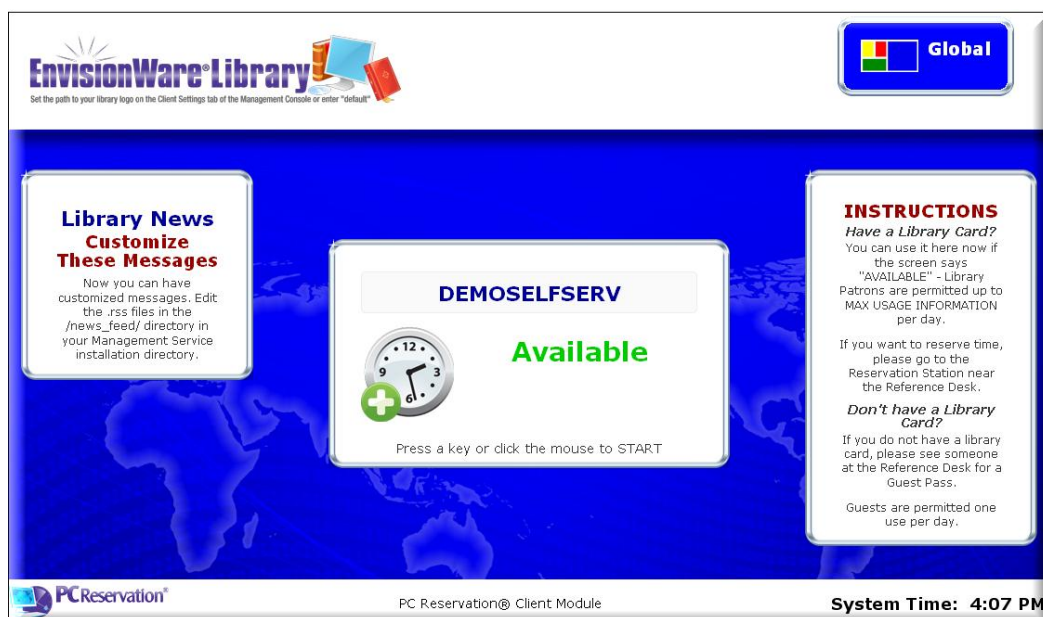 EnvisionWare® Library
Set the path to your library logo on the Client Settings tab of the Management Console or enter "default"
Global
Library News
Customize
These Messages
Now you can have
customized messages. Edit
the .rss files in the
/news_feed/ directory in
your Management Service
installation directory.
DEMOSELFSERV
12
9
3
6
Available
Press a key or click the mouse to START
INSTRUCTIONS
Have a Library Card?
You can use it here now if
the screen says
"AVAILABLE" - Library
Patrons are permitted up to
MAX USAGE INFORMATION
per day.
If you want to reserve time,
please go to the
Reservation Station near
the Reference Desk.
Don't have a Library
Card?
If you do not have a library
card, please see someone
at the Reference Desk for a
Guest Pass.
Guests are permitted one
use per day.
PCReservation®
PC Reservation® Client Module
System Time: 4:07 PM